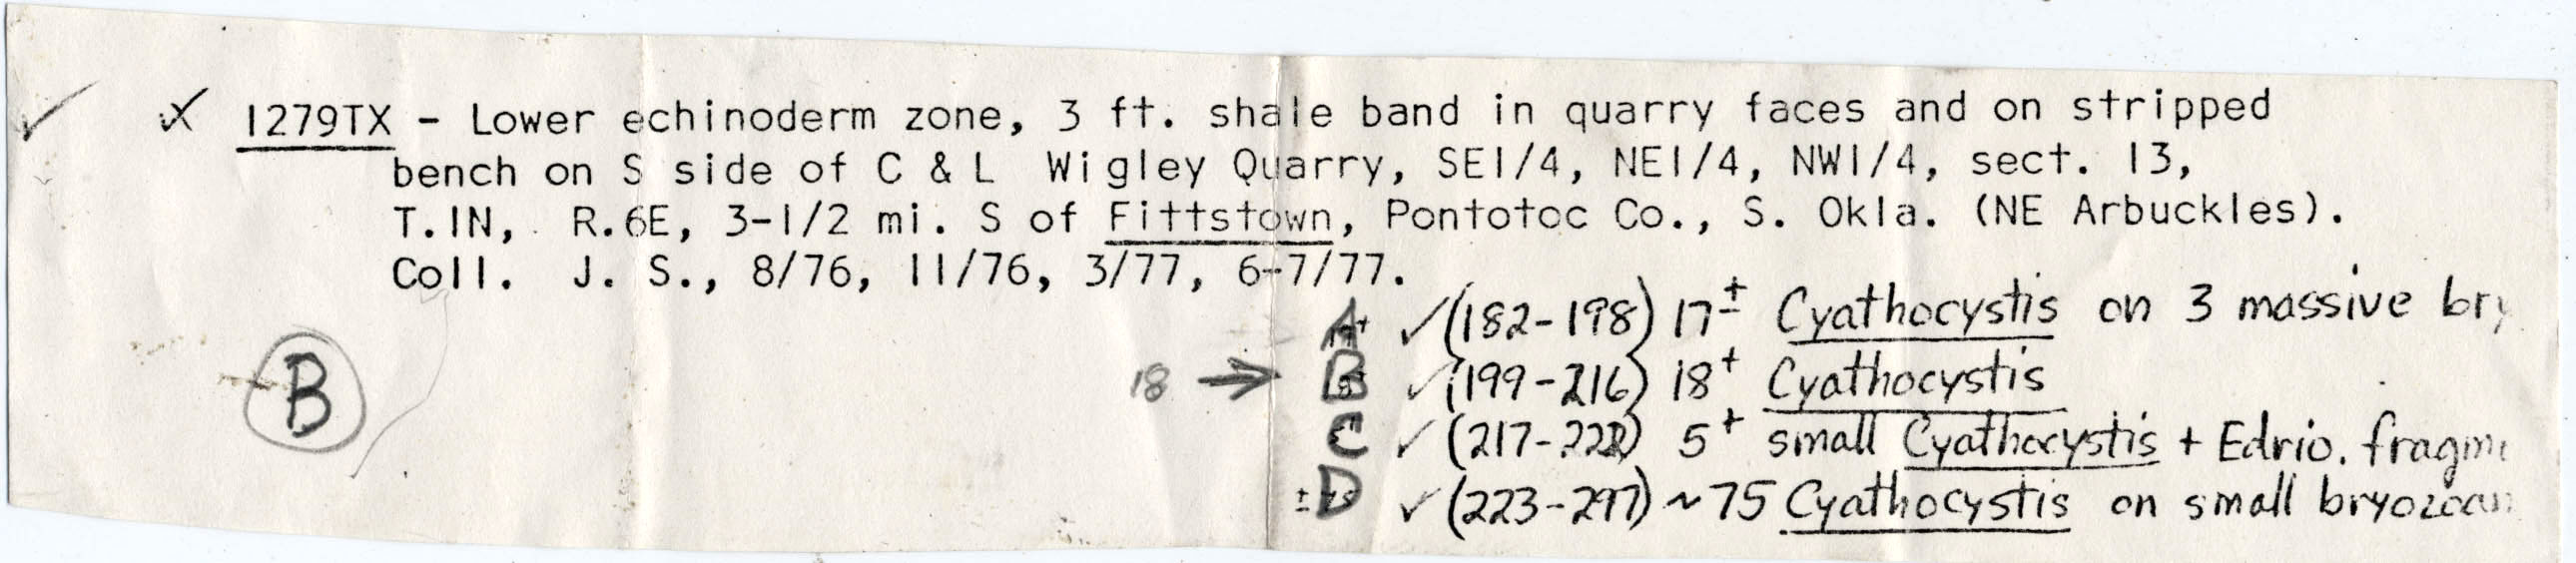 ✓ X 1279TX - Lower echinoderm zone, 3 ft. shale band in quarry faces and on stripped
bench on S side of C & L Wigley Quarry, SE1/4, NE1/4, NW1/4, sect. 13,
T.1N, R.6E, 3-1/2 mi. S of Fittstown, Pontotoc Co., S. Okla. (NE Arbuckles).
Coll. J. S., 8/76, 11/76, 3/77, 6-7/77.
A ✓(182-198) 17± Cyathocystis on 3 massive bry
18 → B ✓(199-216) 18+ Cyathocystis
C ✓(217-222) 5+ small Cyathocystis + Edrio. fragm
D ✓(223-297) ~75 Cyathocystis on small bryozoan
B